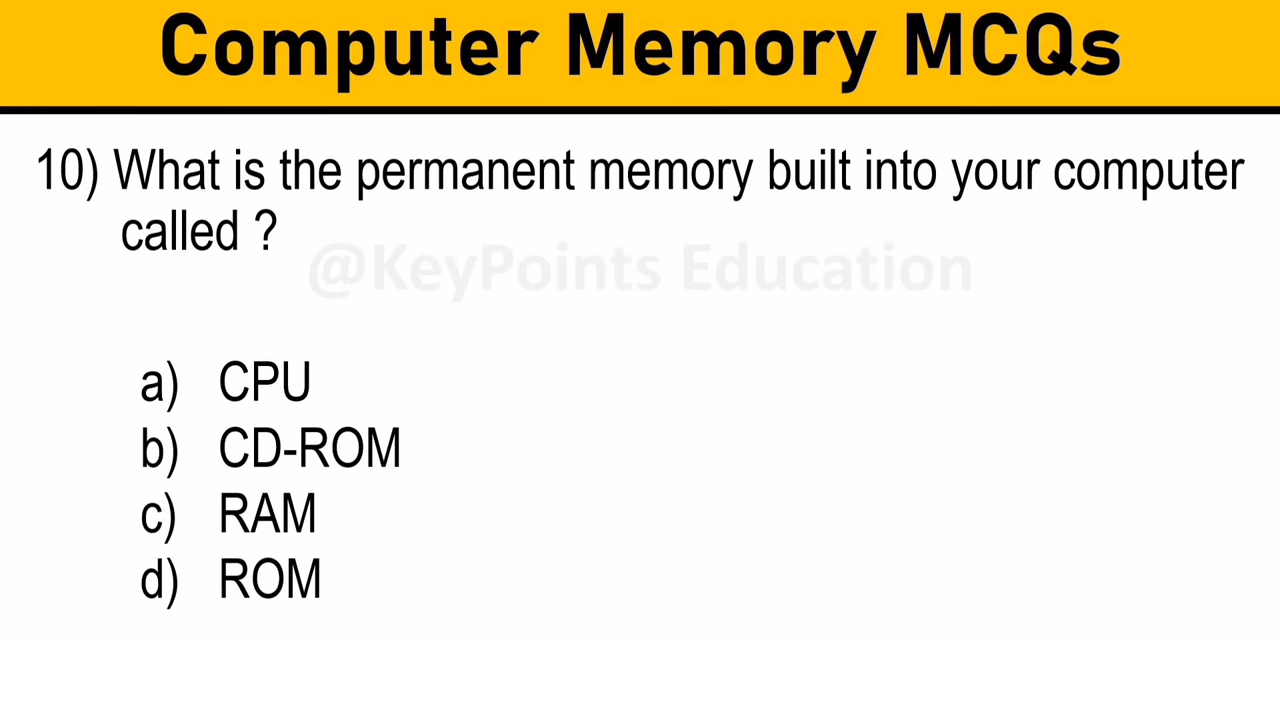 Computer Memory MCQs
10) What is the permanent memory built into your computer
called ?
@KeyPoints Education
a) CPU
b) CD-ROM
c) RAM
d) ROM